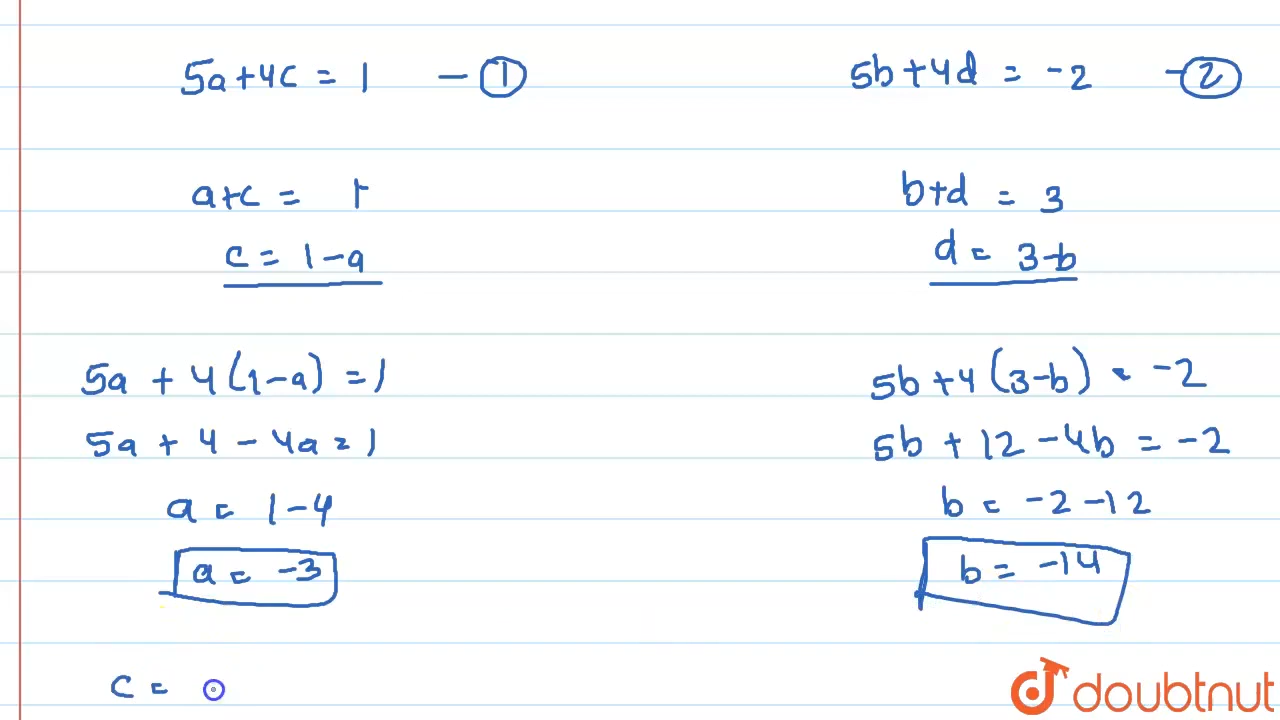 5a+4c = 1 - ①
5b+4d = -2 - ②
a+c = 1
b+d = 3
c = 1-a
d = 3-b
5a + 4(1-a) = 1
5b+4(3-b) = -2
5a + 4 - 4a = 1
5b + 12 - 4b = -2
a = 1-4
b = -2-12
a = -3
b = -14
c =
doubtnut